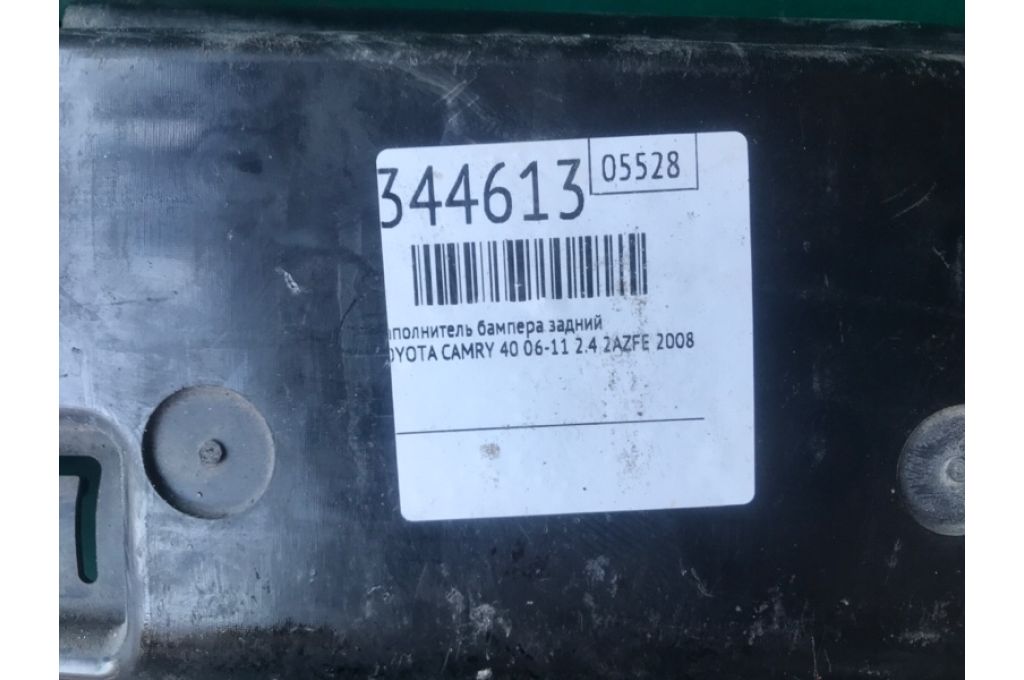 344613
05528
аполнитель бампера задний
OYOTA CAMRY 40 06-11 2.4 2AZFE 2008